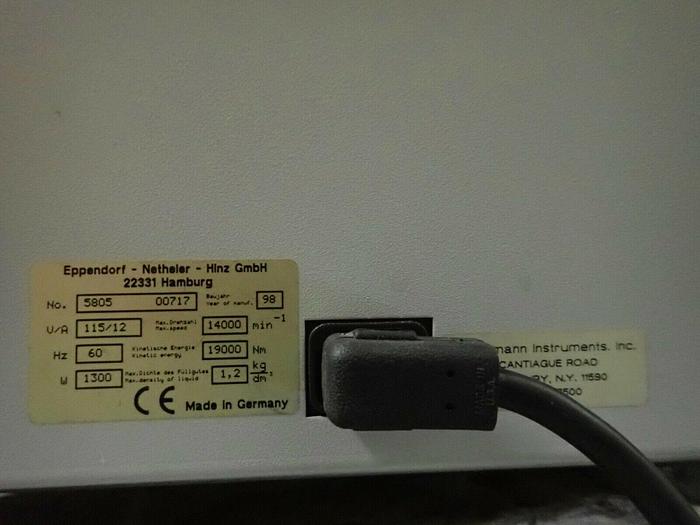 Eppendorf - Netheler - Hinz GmbH
22331 Hamburg
No. 5805 00717 Baujahr Year of manuf. 98
V/A 115/12 Max.Drehzahl Max.speed 14000 min⁻¹
Hz 60 Kinetische Energie Kinetic energy 19000 Nm
W 1300 Max.Dichte des Füllgutes Max.density of liquid 1,2 kg/dm³
CE Made in Germany
mann Instruments. Inc.
CANTIAGUE ROAD
RY, N.Y. 11590
500